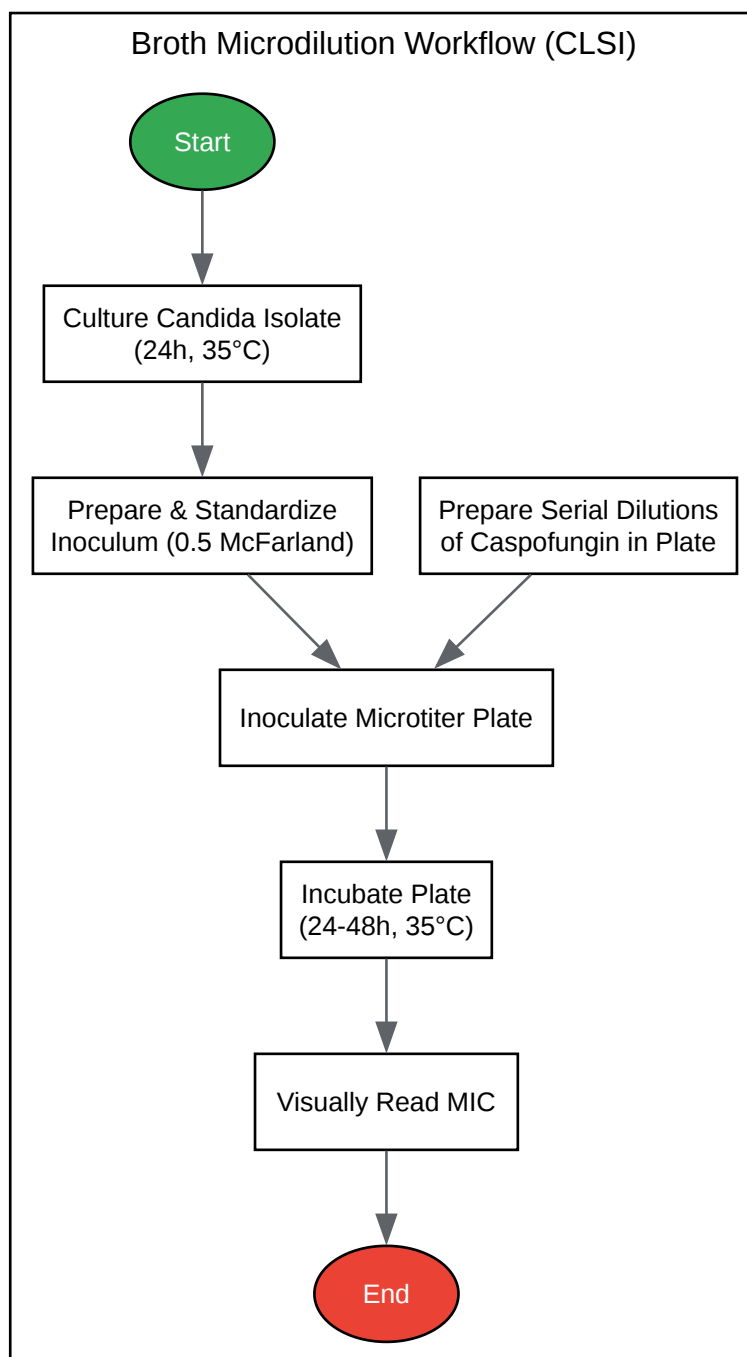 Broth Microdilution Workflow (CLSI)
Start
Culture Candida Isolate
(24h, 35°C)
Prepare & Standardize
Inoculum (0.5 McFarland)
Prepare Serial Dilutions
of Caspofungin in Plate
Inoculate Microtiter Plate
Incubate Plate
(24-48h, 35°C)
Visually Read MIC
End